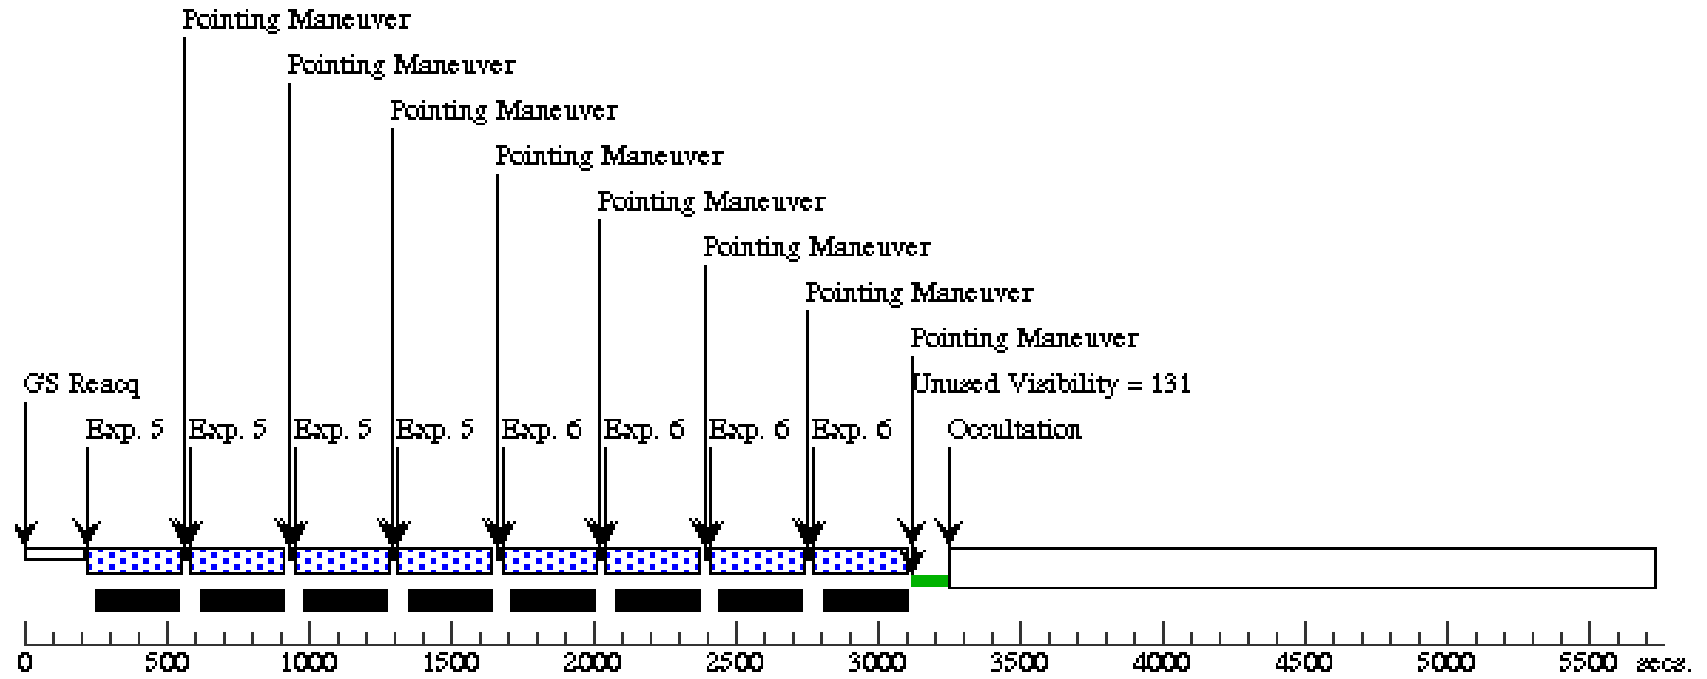 Pointing Maneuver
Pointing Maneuver
Pointing Maneuver
Pointing Maneuver
Pointing Maneuver
Pointing Maneuver
Pointing Maneuver
Pointing Maneuver
GS Reacq
Unused Visibility = 131
Exp. 5 Exp. 5 Exp. 5 Exp. 5 Exp. 6 Exp. 6 Exp. 6 Exp. 6 Occultation
0 500 1000 1500 2000 2500 3000 3500 4000 4500 5000 5500 secs.